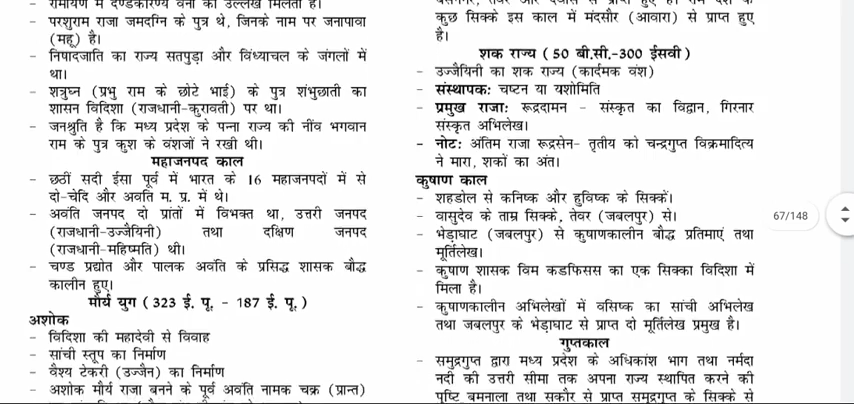 - रामायण में दण्डकारण्य वनों का उल्लेख मिलता है।
- परशुराम राजा जमदग्नि के पुत्र थे, जिनके नाम पर जनापावा
(महू) है।
- निषादजाति का राज्य सतपुड़ा और विंध्याचल के जंगलों में
था।
- शत्रुघ्न (प्रभु राम के छोटे भाई) के पुत्र शंभुछाती का
शासन विदिशा (राजधानी-कुरावती) पर था।
- जनश्रुति है कि मध्य प्रदेश के पन्ना राज्य की नींव भगवान
राम के पुत्र कुश के वंशजों ने रखी थी।
महाजनपद काल
- छठीं सदी ईसा पूर्व में भारत के 16 महाजनपदों में से
दो-चेदि और अवति म. प्र. में थे।
- अवंति जनपद दो प्रांतों में विभक्त था, उत्तरी जनपद
(राजधानी-उज्जैयिनी) तथा दक्षिण जनपद
(राजधानी-महिष्मति) थी।
- चण्ड प्रद्योत और पालक अवंति के प्रसिद्ध शासक बौद्ध
कालीन हुए।
मौर्य युग ( 323 ई. पू. - 187 ई. पू. )
अशोक
- विदिशा की महादेवी से विवाह
- सांची स्तूप का निर्माण
- वैश्य टेकरी (उज्जैन) का निर्माण
- अशोक मौर्य राजा बनने के पूर्व अवंति नामक चक्र (प्रान्त)
कुछ सिक्के इस काल में मंदसौर (आवारा) से प्राप्त हुए
है।
शक राज्य ( 50 बी.सी.-300 ईसवी )
- उज्जैयिनी का शक राज्य (कार्दमक वंश)
- संस्थापकः चष्टन या यशोमिति
- प्रमुख राजाः रूद्रदामन - संस्कृत का विद्वान, गिरनार
संस्कृत अभिलेख।
- नोटः अंतिम राजा रूद्रसेन- तृतीय को चन्द्रगुप्त विक्रमादित्य
ने मारा, शकों का अंत।
कुषाण काल
- शहडोल से कनिष्क और हुविष्क के सिक्कें।
- वासुदेव के ताम्र सिक्के, तेवर (जबलपुर) से।
- भेड़ाघाट (जबलपुर) से कुषाणकालीन बौद्ध प्रतिमाएं तथा
मूर्तिलेख।
- कुषाण शासक विम कडफिसस का एक सिक्का विदिशा में
मिला है।
- कुषाणकालीन अभिलेखों में वसिष्क का सांची अभिलेख
तथा जबलपुर के भेड़ाघाट से प्राप्त दो मूर्तिलेख प्रमुख है।
गुप्तकाल
- समुद्रगुप्त द्वारा मध्य प्रदेश के अधिकांश भाग तथा नर्मदा
नदी की उत्तरी सीमा तक अपना राज्य स्थापित करने की
पुष्टि बमनाला तथा सकौर से प्राप्त समुद्रगुप्त के सिक्के से
67/148